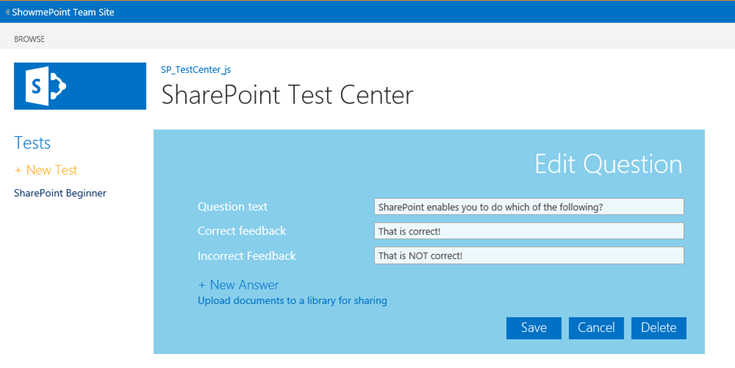 ShowmePoint Team Site
BROWSE
S
SP_TestCenter_js
SharePoint Test Center
Tests
+ New Test
SharePoint Beginner
Edit Question
Question text SharePoint enables you to do which of the following?
Correct feedback That is correct!
Incorrect Feedback That is NOT correct!
+ New Answer
Upload documents to a library for sharing
Save Cancel Delete